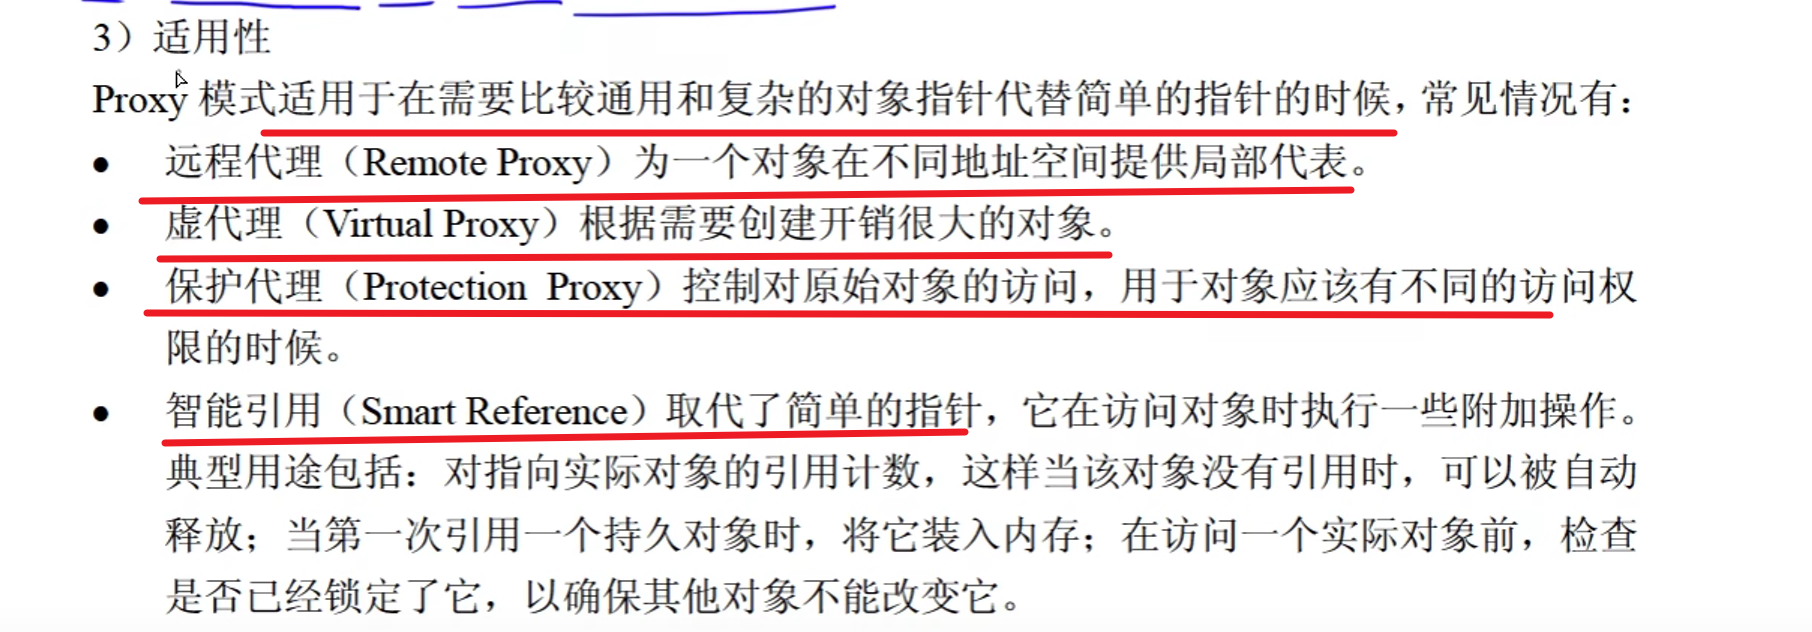 3）适用性
Proxy 模式适用于在需要比较通用和复杂的对象指针代替简单的指针的时候，常见情况有：
● 远程代理（Remote Proxy）为一个对象在不同地址空间提供局部代表。
● 虚代理（Virtual Proxy）根据需要创建开销很大的对象。
● 保护代理（Protection Proxy）控制对原始对象的访问，用于对象应该有不同的访问权
限的时候。
● 智能引用（Smart Reference）取代了简单的指针，它在访问对象时执行一些附加操作。
典型用途包括：对指向实际对象的引用计数，这样当该对象没有引用时，可以被自动
释放；当第一次引用一个持久对象时，将它装入内存；在访问一个实际对象前，检查
是否已经锁定了它，以确保其他对象不能改变它。